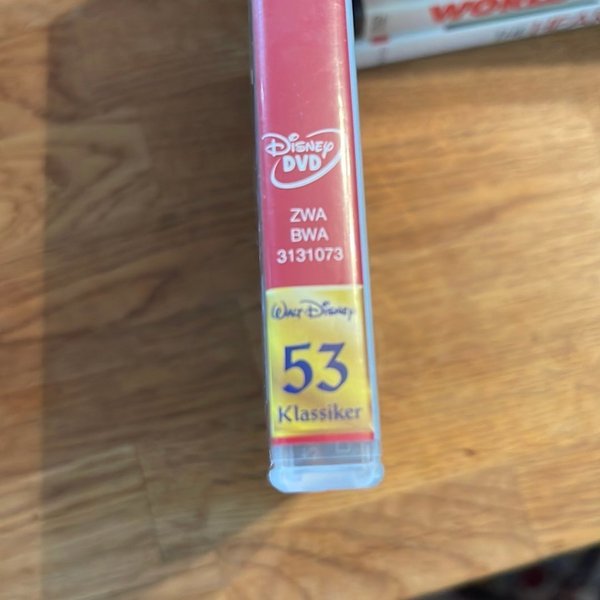 DISNEY
DVD
ZWA
BWA
3131073
WALT DISNEY
53
Klassiker